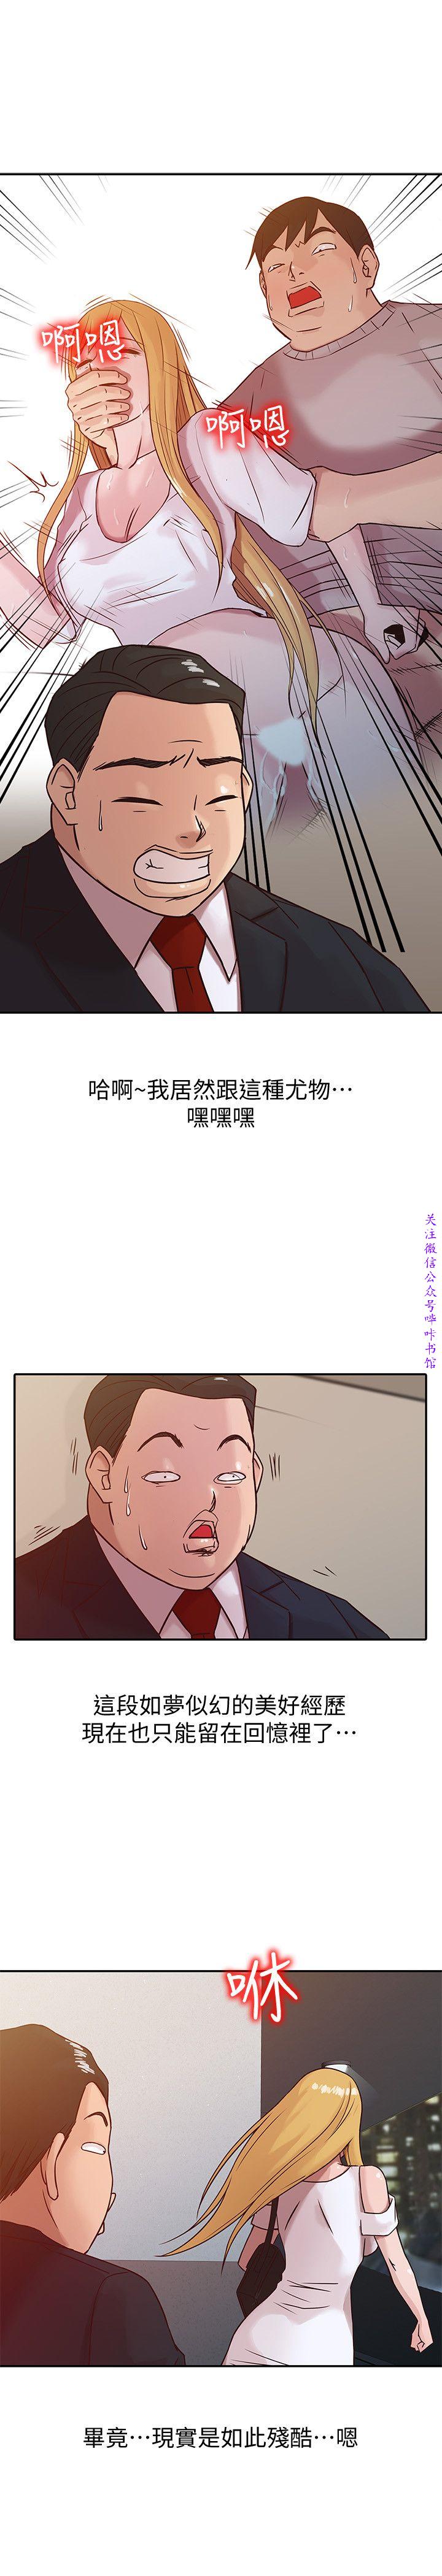 啊嗯
啊嗯
哈啊~我居然跟這種尤物…
嘿嘿嘿
关注微信公众号哔咔书馆
這段如夢似幻的美好經歷
現在也只能留在回憶裡了…
咻
畢竟…現實是如此殘酷…嗯